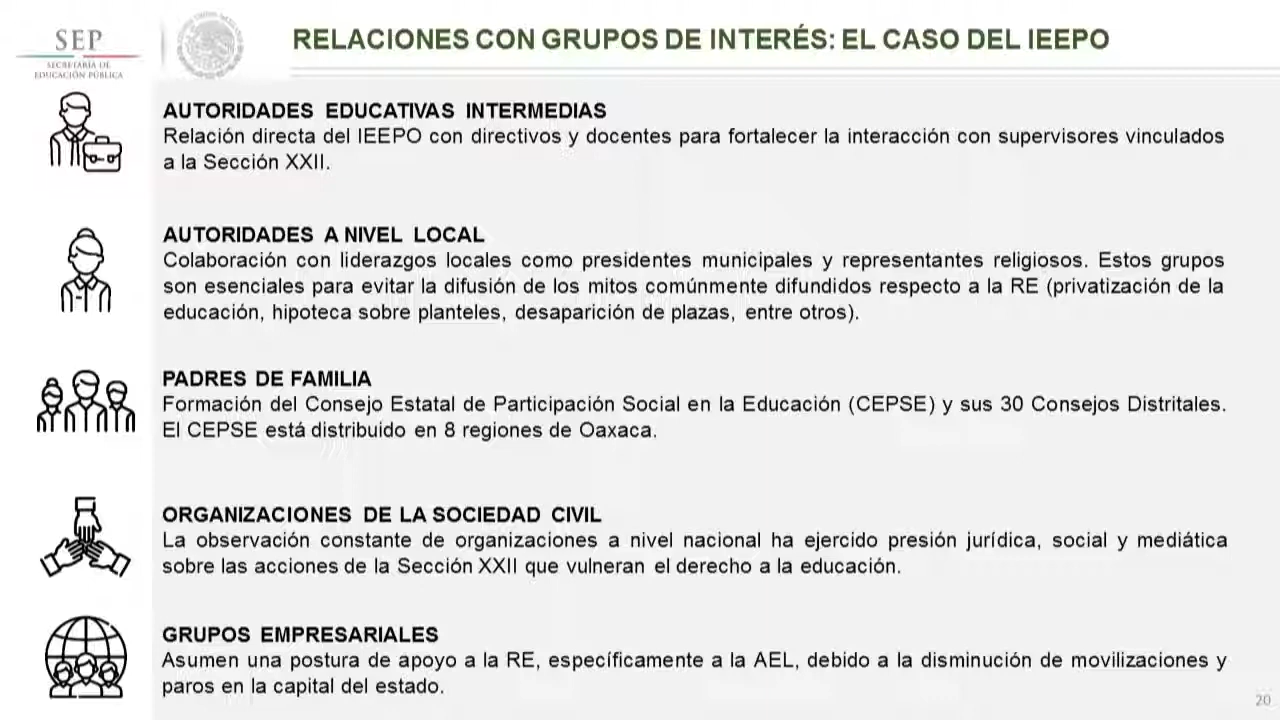 SEP
SECRETARÍA DE
EDUCACIÓN PÚBLICA
RELACIONES CON GRUPOS DE INTERÉS: EL CASO DEL IEEPO
AUTORIDADES EDUCATIVAS INTERMEDIAS
Relación directa del IEEPO con directivos y docentes para fortalecer la interacción con supervisores vinculados
a la Sección XXII.
AUTORIDADES A NIVEL LOCAL
Colaboración con liderazgos locales como presidentes municipales y representantes religiosos. Estos grupos
son esenciales para evitar la difusión de los mitos comúnmente difundidos respecto a la RE (privatización de la
educación, hipoteca sobre planteles, desaparición de plazas, entre otros).
PADRES DE FAMILIA
Formación del Consejo Estatal de Participación Social en la Educación (CEPSE) y sus 30 Consejos Distritales.
El CEPSE está distribuido en 8 regiones de Oaxaca.
ORGANIZACIONES DE LA SOCIEDAD CIVIL
La observación constante de organizaciones a nivel nacional ha ejercido presión jurídica, social y mediática
sobre las acciones de la Sección XXII que vulneran el derecho a la educación.
GRUPOS EMPRESARIALES
Asumen una postura de apoyo a la RE, específicamente a la AEL, debido a la disminución de movilizaciones y
paros en la capital del estado.
20